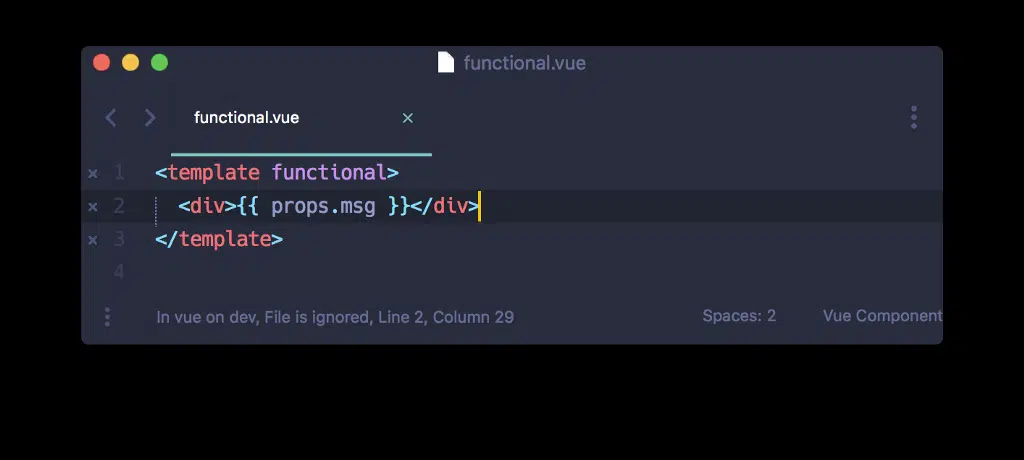 functional.vue
functional.vue ×
× 1 <template functional>
× 2   <div>{{ props.msg }}</div>
× 3 </template>
4
In vue on dev, File is ignored, Line 2, Column 29 Spaces: 2 Vue Component